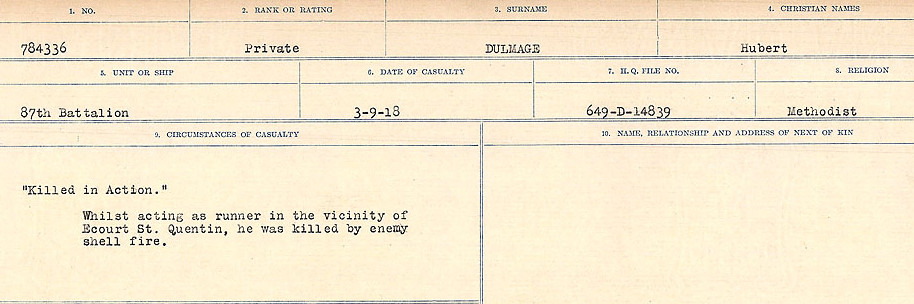 1. NO. 2. RANK OR RATING 3. SURNAME 4. CHRISTIAN NAMES
784336 Private DULMAGE Hubert
5. UNIT OR SHIP 6. DATE OF CASUALTY 7. H.Q. FILE NO. 8. RELIGION
87th Battalion 3-9-18 649-D-14839 Methodist
9. CIRCUMSTANCES OF CASUALTY 10. NAME, RELATIONSHIP AND ADDRESS OF NEXT OF KIN
"Killed in Action."
Whilst acting as runner in the vicinity of
Ecourt St. Quentin, he was killed by enemy
shell fire.